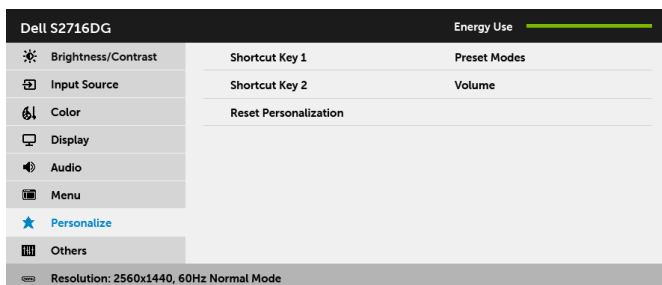 Dell S2716DG Energy Use
Brightness/Contrast Shortcut Key 1 Preset Modes
Input Source Shortcut Key 2 Volume
Color Reset Personalization
Display
Audio
Menu
Personalize
Others
Resolution: 2560x1440, 60Hz Normal Mode